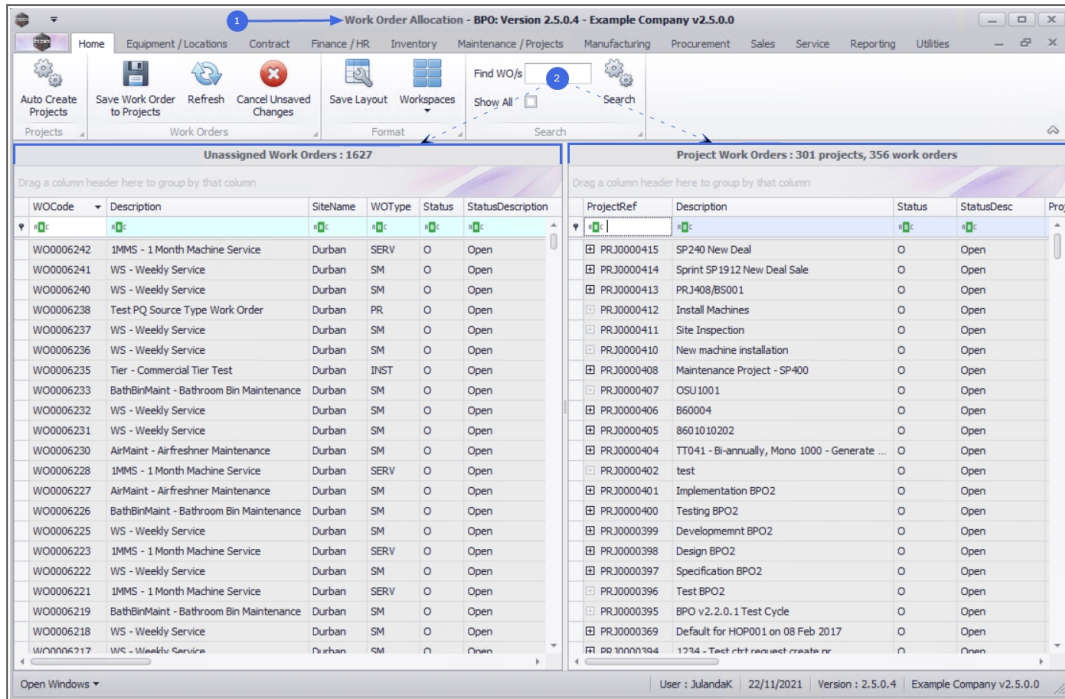 1
Work Order Allocation - BPO: Version 2.5.0.4 - Example Company v2.5.0.0
Home Equipment / Locations Contract Finance / HR Inventory Maintenance / Projects Manufacturing Procurement Sales Service Reporting Utilities
Auto Create Projects
Save Work Order to Projects
Refresh
Cancel Unsaved Changes
Save Layout
Workspaces
Find WO/s
2
Show All
Search
Projects Work Orders Format Search
Unassigned Work Orders : 1627
Project Work Orders : 301 projects, 356 work orders
Drag a column header here to group by that column
Drag a column header here to group by that column
WOCode Description SiteName WOType Status StatusDescription
ProjectRef Description Status StatusDesc Proj
WO0006242 1MMS - 1 Month Machine Service Durban SERV O Open
PRJ0000415 SP240 New Deal O Open
WO0006241 WS - Weekly Service Durban SM O Open
PRJ0000414 Sprint SP1912 New Deal Sale O Open
WO0006240 WS - Weekly Service Durban SM O Open
PRJ0000413 PRJ408/BS001 O Open
WO0006238 Test PQ Source Type Work Order Durban PR O Open
PRJ0000412 Install Machines O Open
WO0006237 WS - Weekly Service Durban SM O Open
PRJ0000411 Site Inspection O Open
WO0006236 WS - Weekly Service Durban SM O Open
PRJ0000410 New machine installation O Open
WO0006235 Tier - Commercial Tier Test Durban INST O Open
PRJ0000408 Maintenance Project - SP400 O Open
WO0006233 BathBinMaint - Bathroom Bin Maintenance Durban SM O Open
PRJ0000407 OSU1001 O Open
WO0006232 WS - Weekly Service Durban SM O Open
PRJ0000406 B60004 O Open
WO0006231 WS - Weekly Service Durban SM O Open
PRJ0000405 8601010202 O Open
WO0006230 AirMaint - Airfreshner Maintenance Durban SM O Open
PRJ0000404 TT041 - Bi-annually, Mono 1000 - Generate ... O Open
WO0006228 1MMS - 1 Month Machine Service Durban SERV O Open
PRJ0000402 test O Open
WO0006227 AirMaint - Airfreshner Maintenance Durban SM O Open
PRJ0000401 Implementation BPO2 O Open
WO0006226 BathBinMaint - Bathroom Bin Maintenance Durban SM O Open
PRJ0000400 Testing BPO2 O Open
WO0006225 WS - Weekly Service Durban SM O Open
PRJ0000399 Developmemnt BPO2 O Open
WO0006223 1MMS - 1 Month Machine Service Durban SERV O Open
PRJ0000398 Design BPO2 O Open
WO0006222 WS - Weekly Service Durban SM O Open
PRJ0000397 Specification BPO2 O Open
WO0006221 1MMS - 1 Month Machine Service Durban SERV O Open
PRJ0000396 Test BPO2 O Open
WO0006219 BathBinMaint - Bathroom Bin Maintenance Durban SM O Open
PRJ0000395 BPO v2.2.0.1 Test Cycle O Open
WO0006218 WS - Weekly Service Durban SM O Open
PRJ0000369 Default for HOP001 on 08 Feb 2017 O Open
WO0006217 WS - Weekly Service Durban SM O Open
PRJ0000394 1234 - Test ctrt request create pr O Open
Open Windows
User : JulandaK 22/11/2021 Version : 2.5.0.4 Example Company v2.5.0.0